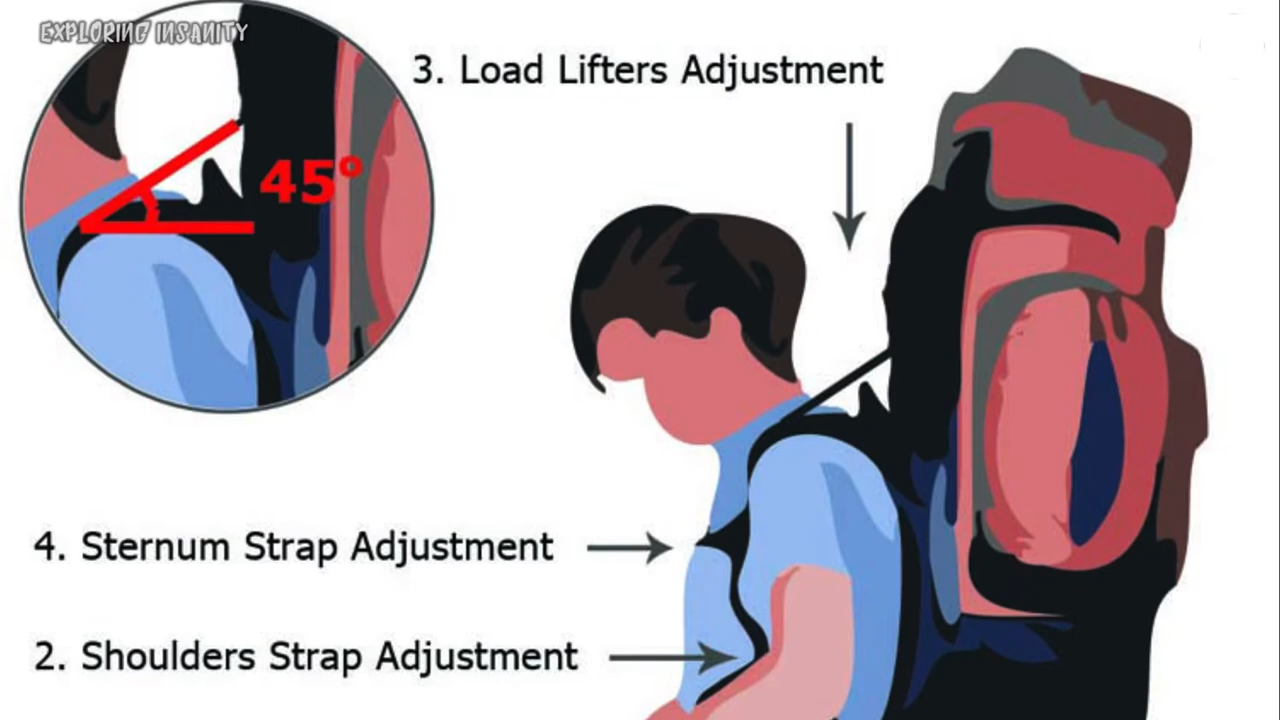 EXPLORING INSANITY
3. Load Lifters Adjustment
45°
4. Sternum Strap Adjustment
2. Shoulders Strap Adjustment